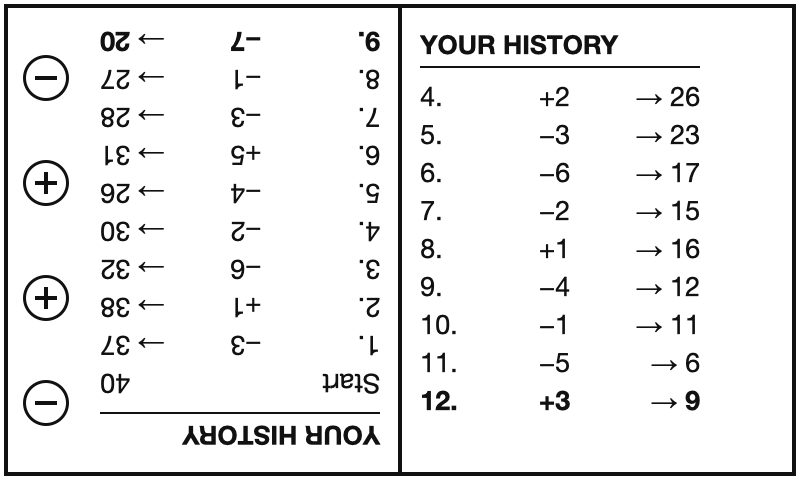 YOUR HISTORY
Start 40
1. −3 → 37
2. +1 → 38
3. −6 → 32
4. −2 → 30
5. −4 → 26
6. +5 → 31
7. −3 → 28
8. −1 → 27
9. −7 → 20
−
+
+
−
YOUR HISTORY
4. +2 → 26
5. −3 → 23
6. −6 → 17
7. −2 → 15
8. +1 → 16
9. −4 → 12
10. −1 → 11
11. −5 → 6
12. +3 → 9